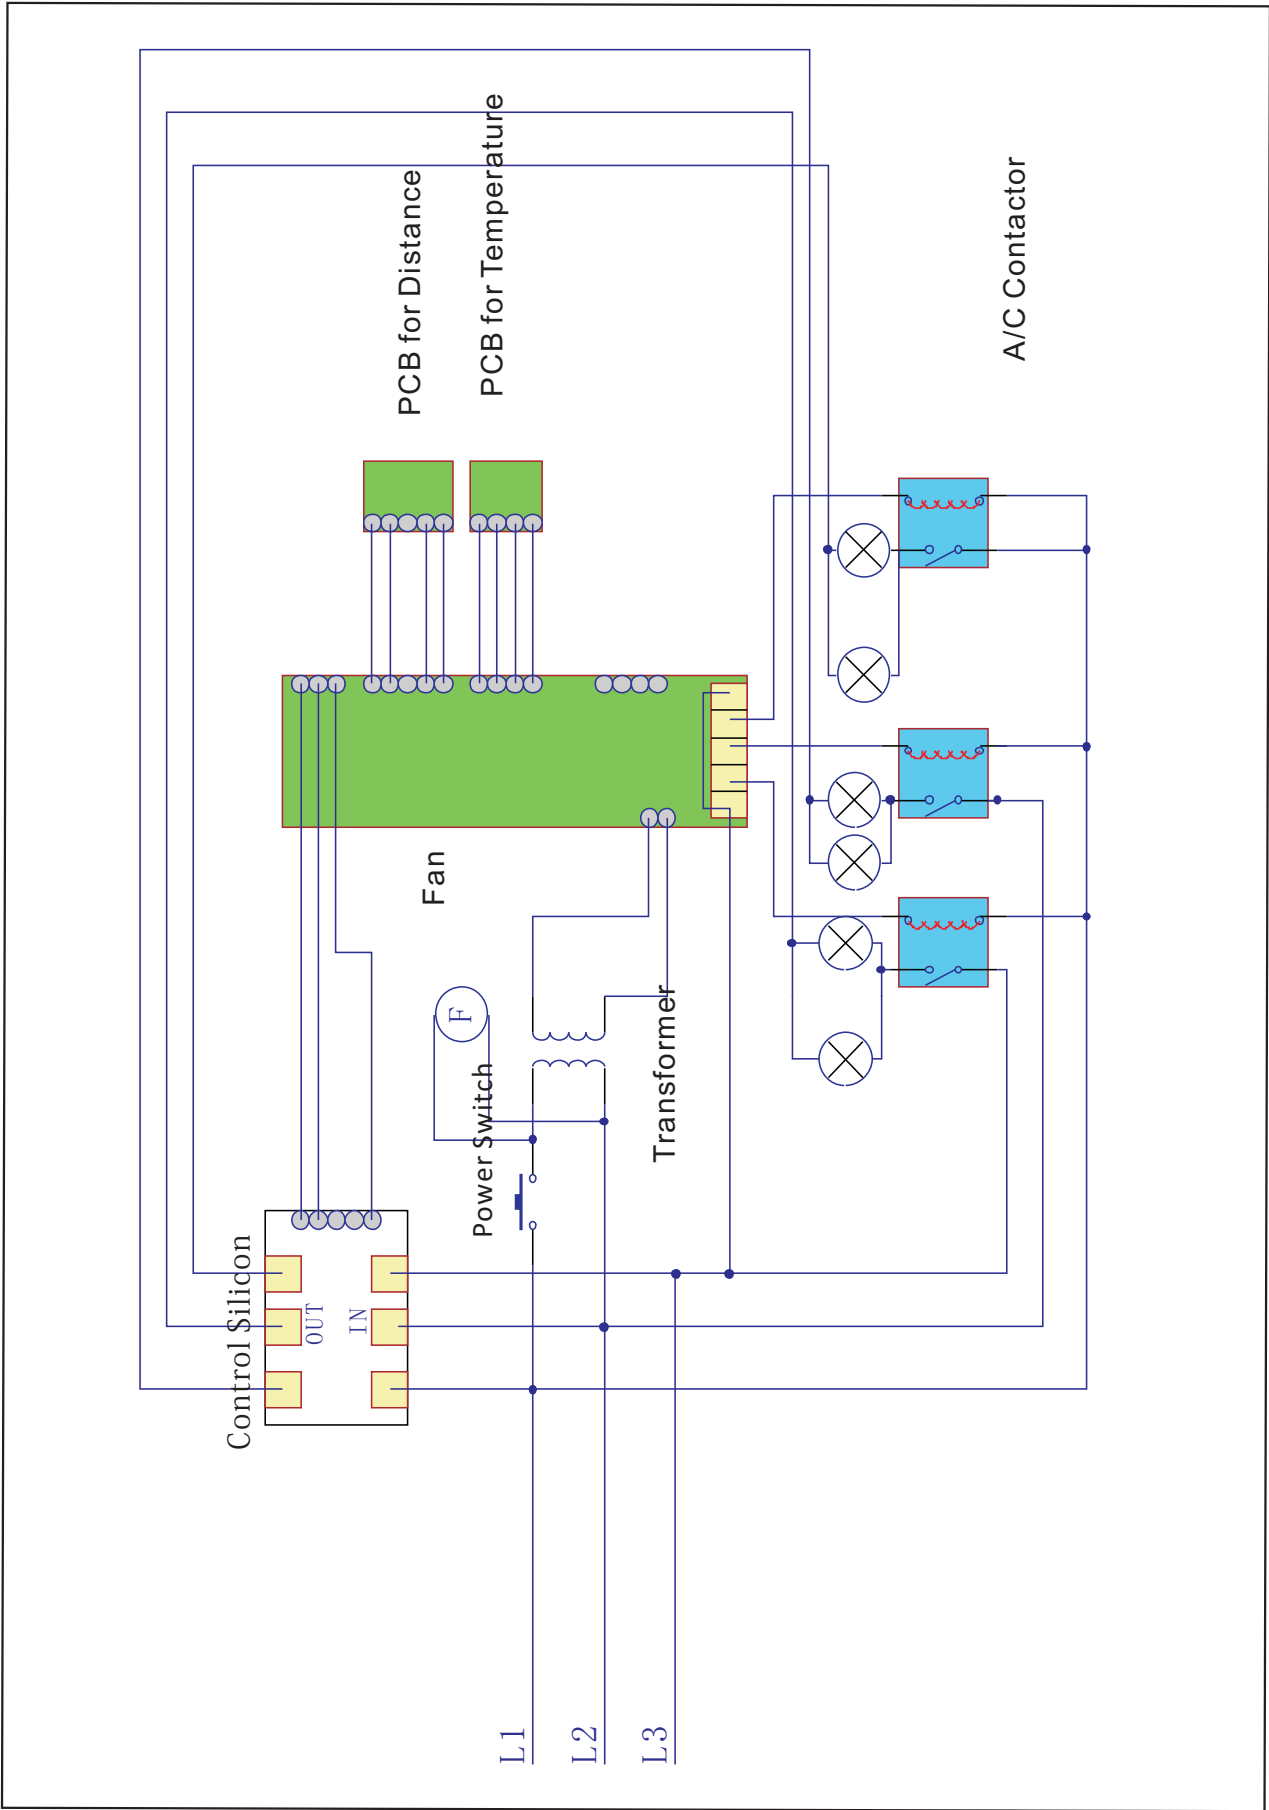 PCB for Distance
PCB for Temperature
A/C Contactor
Fan
F
Power Switch
Transformer
Control Silicon
OUT
IN
L1
L2
L3